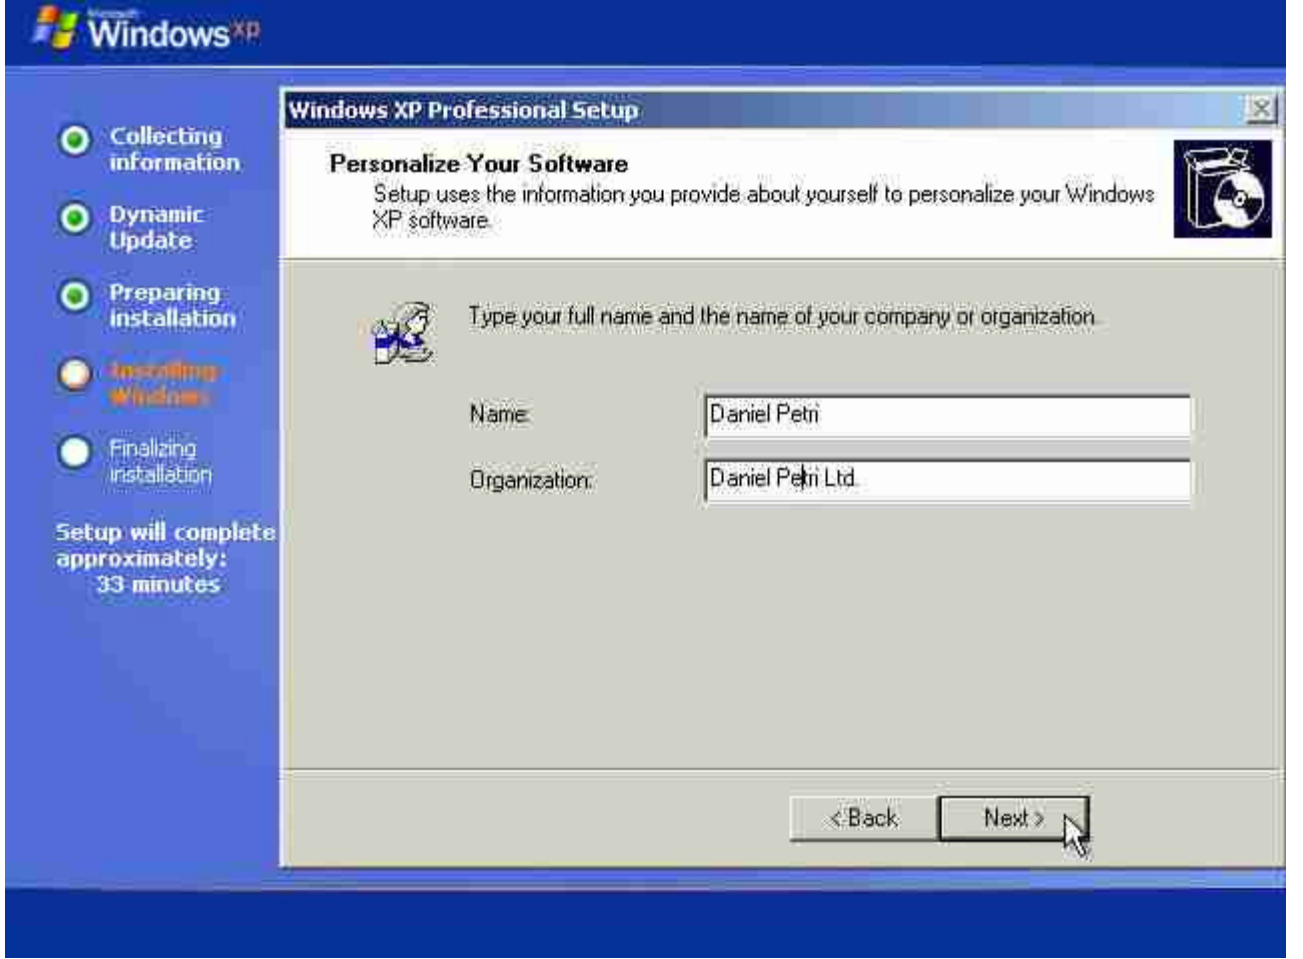 Microsoft
Windows xp
Collecting
information
Dynamic
Update
Preparing
installation
Installing
Windows
Finalizing
installation
Setup will complete
approximately:
33 minutes
Windows XP Professional Setup
Personalize Your Software
Setup uses the information you provide about yourself to personalize your Windows
XP software.
Type your full name and the name of your company or organization.
Name:
Daniel Petri
Organization:
Daniel Petri Ltd.
< Back
Next >